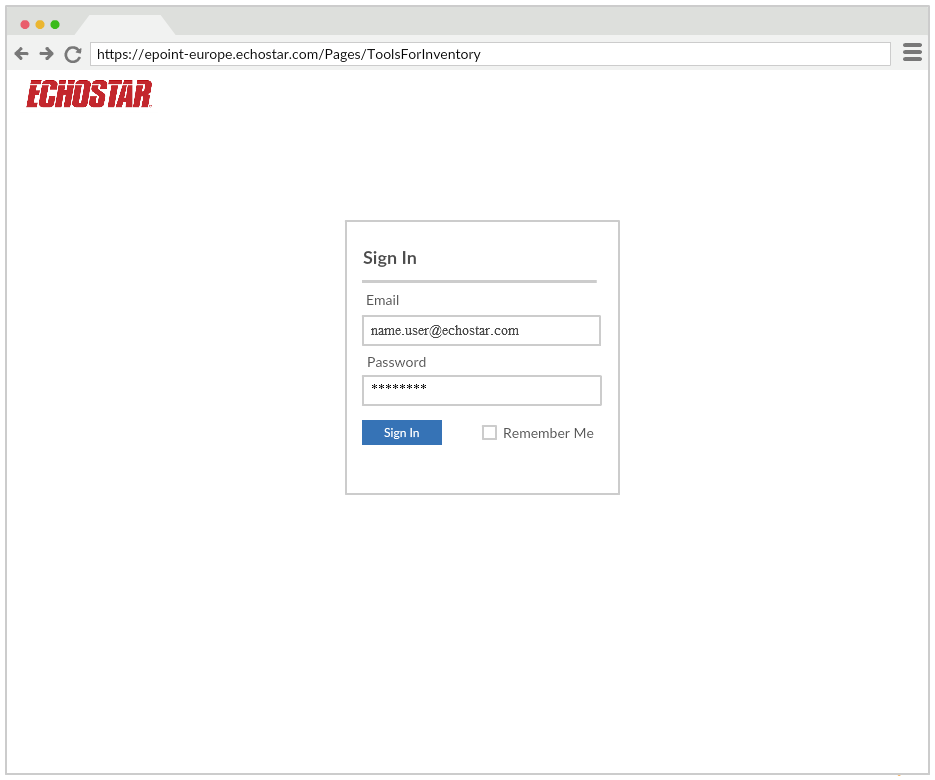 https://epoint-europe.echostar.com/Pages/ToolsForInventory
ECHOSTAR
Sign In
Email
name.user@echostar.com
Password
********
Sign In
Remember Me